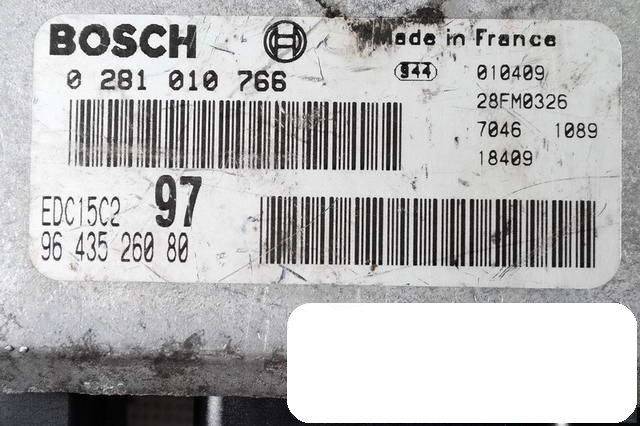 BOSCH Made in France
0 281 010 766 944 010409
28FM0326
7046 1089
18409
EDC15C2 97
96 435 260 80